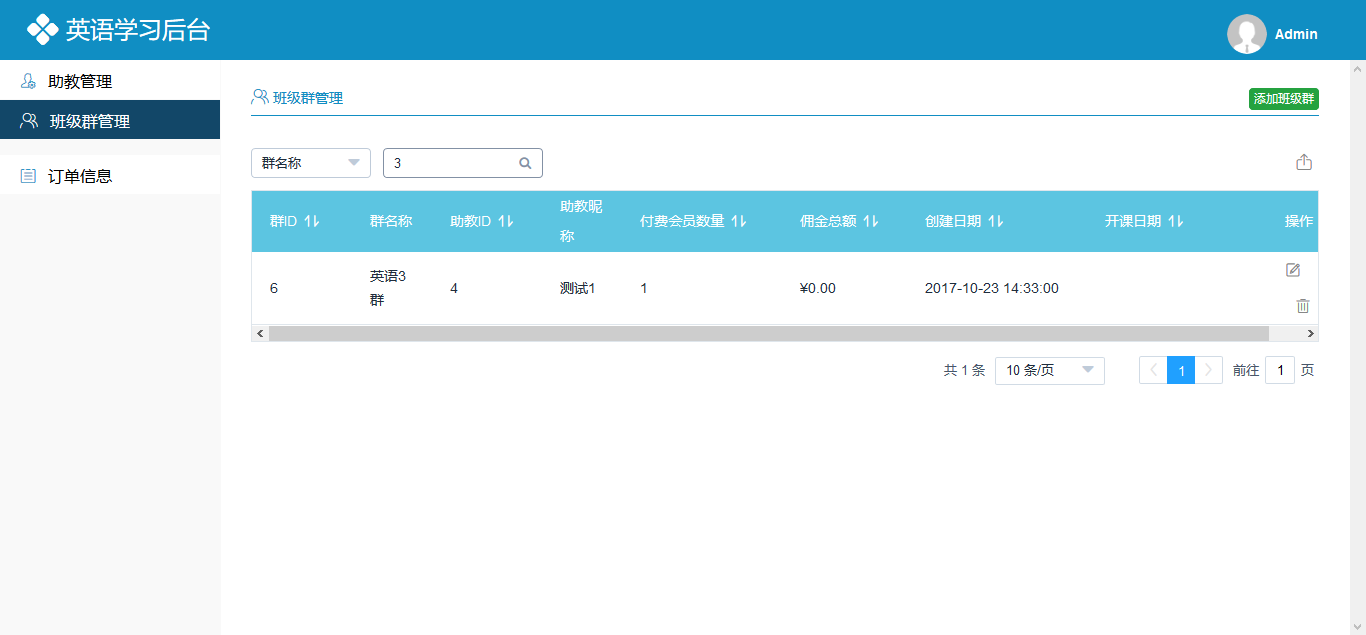 英语学习后台
Admin
助教管理
班级群管理
订单信息
班级群管理
添加班级群
群名称
3
群ID 群名称 助教ID 助教昵称 付费会员数量 佣金总额 创建日期 开课日期 操作
6 英语3群 4 测试1 1 ¥0.00 2017-10-23 14:33:00
共 1 条 10 条/页 1 前往 1 页